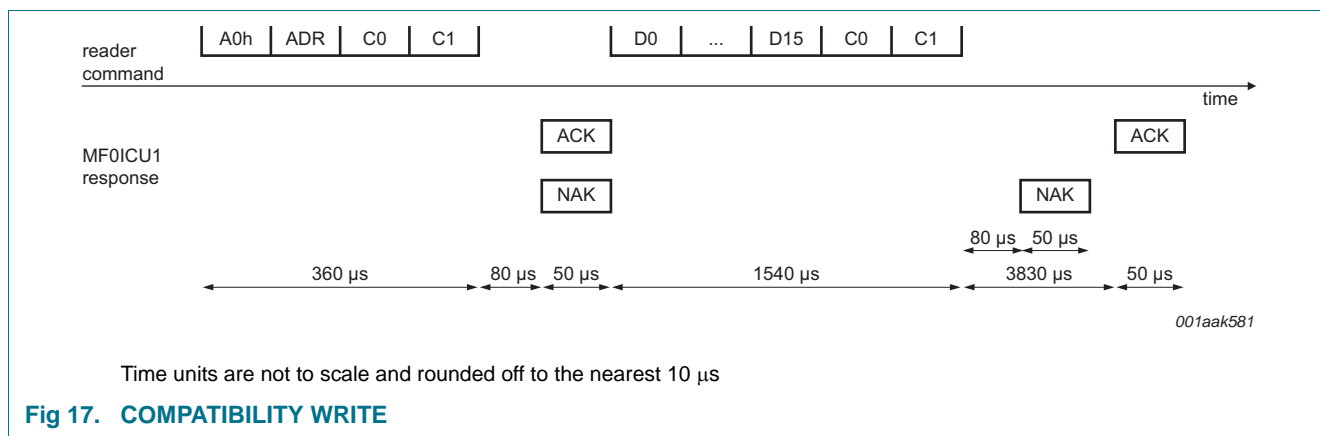 A0h ADR C0 C1 D0 ... D15 C0 C1
reader
command
time
ACK ACK
MF0ICU1
response
NAK NAK
80 μs 50 μs
360 μs 80 μs 50 μs 1540 μs 3830 μs 50 μs
001aak581
Time units are not to scale and rounded off to the nearest 10 μs
Fig 17. COMPATIBILITY WRITE